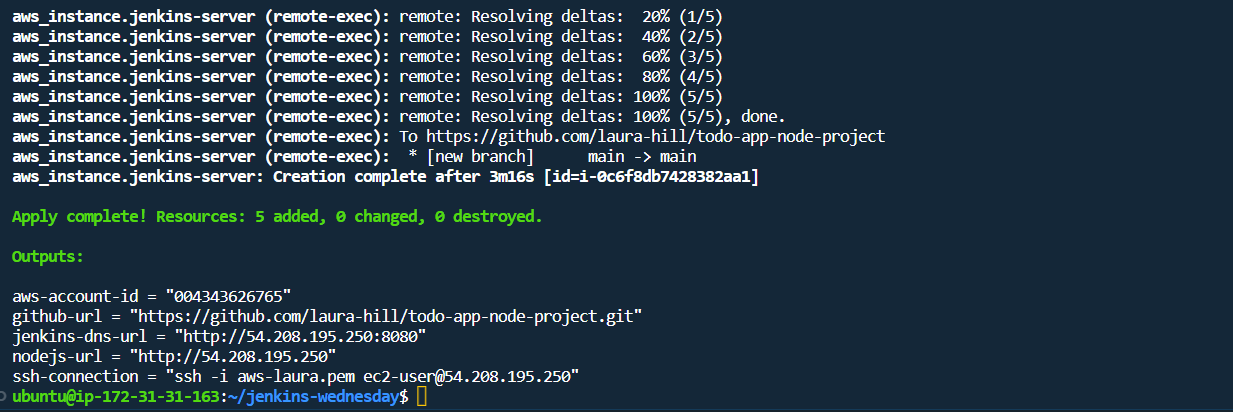 aws_instance.jenkins-server (remote-exec): remote: Resolving deltas:  20% (1/5)
aws_instance.jenkins-server (remote-exec): remote: Resolving deltas:  40% (2/5)
aws_instance.jenkins-server (remote-exec): remote: Resolving deltas:  60% (3/5)
aws_instance.jenkins-server (remote-exec): remote: Resolving deltas:  80% (4/5)
aws_instance.jenkins-server (remote-exec): remote: Resolving deltas: 100% (5/5)
aws_instance.jenkins-server (remote-exec): remote: Resolving deltas: 100% (5/5), done.
aws_instance.jenkins-server (remote-exec): To https://github.com/laura-hill/todo-app-node-project
aws_instance.jenkins-server (remote-exec):  * [new branch]      main -> main
aws_instance.jenkins-server: Creation complete after 3m16s [id=i-0c6f8db7428382aa1]
Apply complete! Resources: 5 added, 0 changed, 0 destroyed.
Outputs:
aws-account-id = "004343626765"
github-url = "https://github.com/laura-hill/todo-app-node-project.git"
jenkins-dns-url = "http://54.208.195.250:8080"
nodejs-url = "http://54.208.195.250"
ssh-connection = "ssh -i aws-laura.pem ec2-user@54.208.195.250"
ubuntu@ip-172-31-31-163:~/jenkins-wednesday$